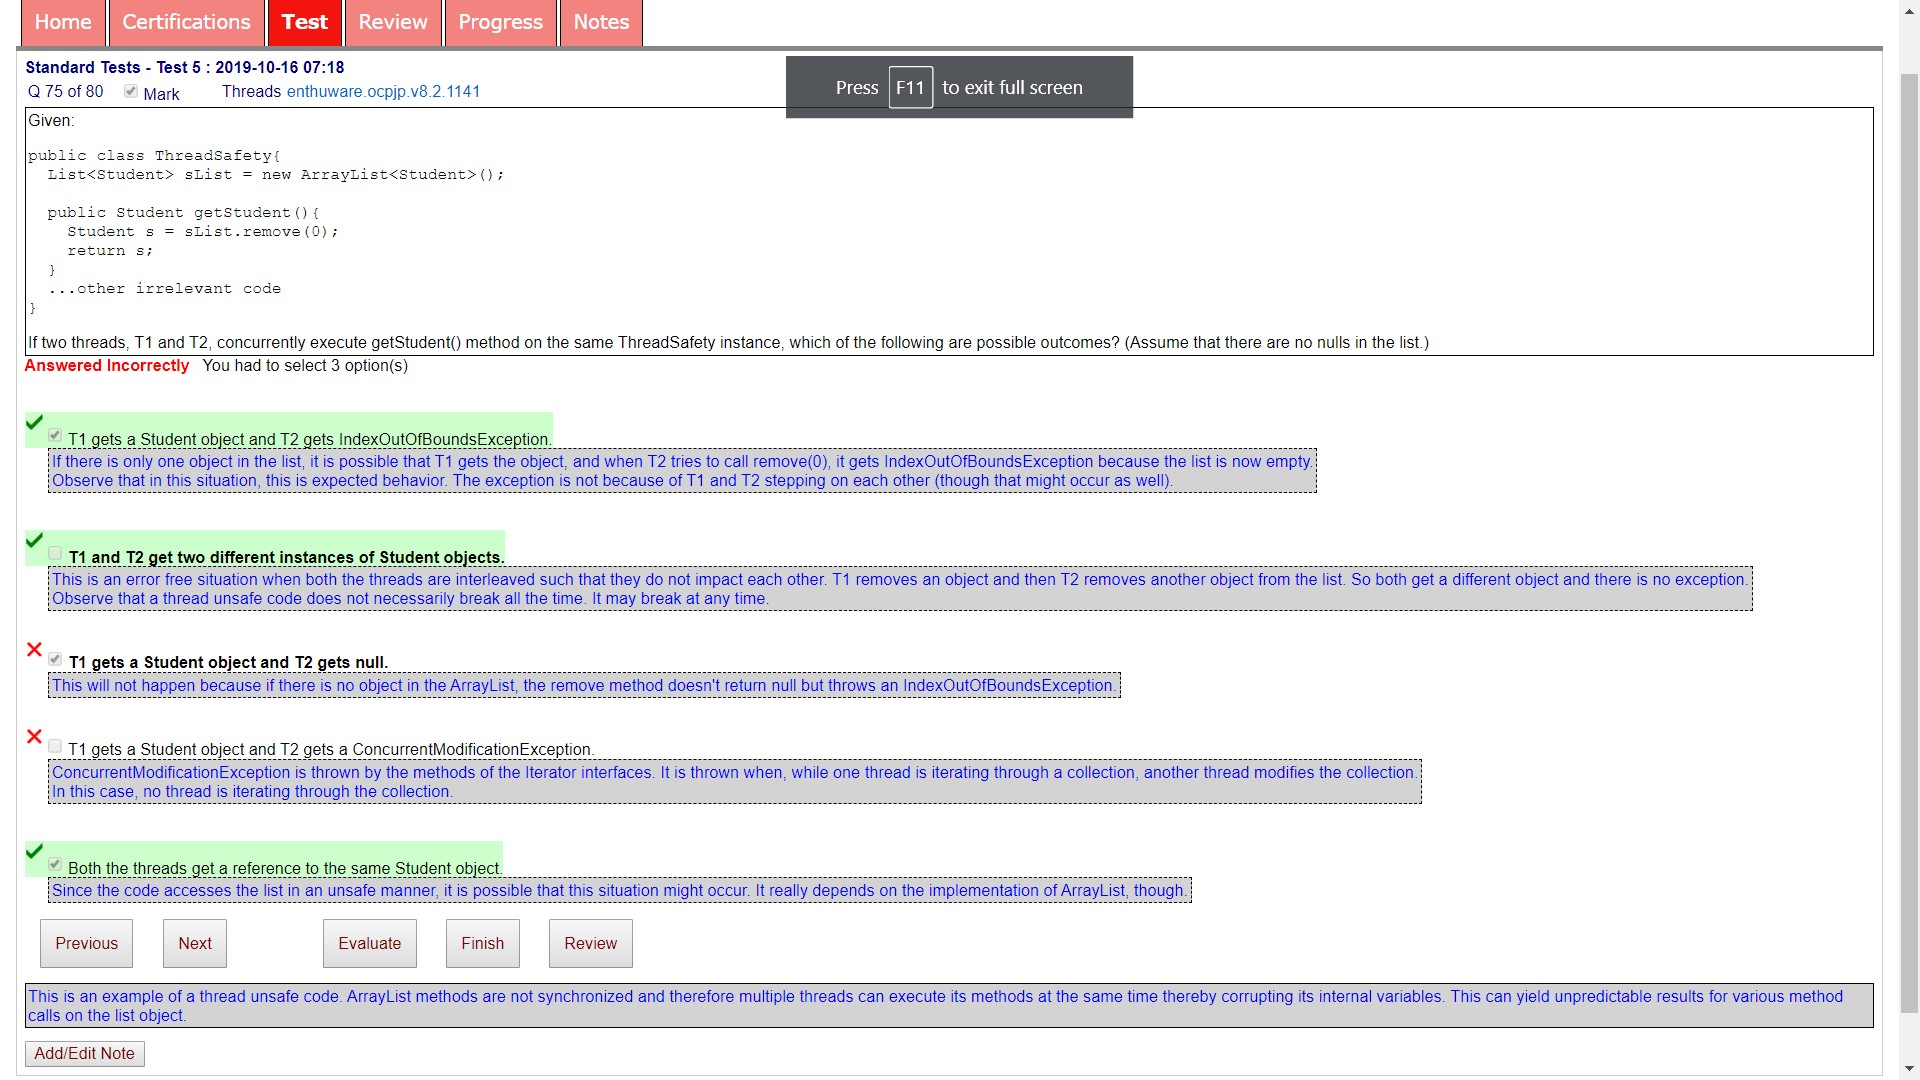 Home Certifications Test Review Progress Notes
Standard Tests - Test 5 : 2019-10-16 07:18
Q 75 of 80 Mark Threads enthuware.ocpjp.v8.2.1141
Press F11 to exit full screen
Given:
public class ThreadSafety{
List<Student> sList = new ArrayList<Student>();
public Student getStudent(){
Student s = sList.remove(0);
return s;
}
...other irrelevant code
}
If two threads, T1 and T2, concurrently execute getStudent() method on the same ThreadSafety instance, which of the following are possible outcomes? (Assume that there are no nulls in the list.)
Answered Incorrectly You had to select 3 option(s)
T1 gets a Student object and T2 gets IndexOutOfBoundsException.
If there is only one object in the list, it is possible that T1 gets the object, and when T2 tries to call remove(0), it gets IndexOutOfBoundsException because the list is now empty.
Observe that in this situation, this is expected behavior. The exception is not because of T1 and T2 stepping on each other (though that might occur as well).
T1 and T2 get two different instances of Student objects.
This is an error free situation when both the threads are interleaved such that they do not impact each other. T1 removes an object and then T2 removes another object from the list. So both get a different object and there is no exception.
Observe that a thread unsafe code does not necessarily break all the time. It may break at any time.
T1 gets a Student object and T2 gets null.
This will not happen because if there is no object in the ArrayList, the remove method doesn't return null but throws an IndexOutOfBoundsException.
T1 gets a Student object and T2 gets a ConcurrentModificationException.
ConcurrentModificationException is thrown by the methods of the Iterator interfaces. It is thrown when, while one thread is iterating through a collection, another thread modifies the collection.
In this case, no thread is iterating through the collection.
Both the threads get a reference to the same Student object.
Since the code accesses the list in an unsafe manner, it is possible that this situation might occur. It really depends on the implementation of ArrayList, though.
Previous Next Evaluate Finish Review
This is an example of a thread unsafe code. ArrayList methods are not synchronized and therefore multiple threads can execute its methods at the same time thereby corrupting its internal variables. This can yield unpredictable results for various method
calls on the list object.
Add/Edit Note